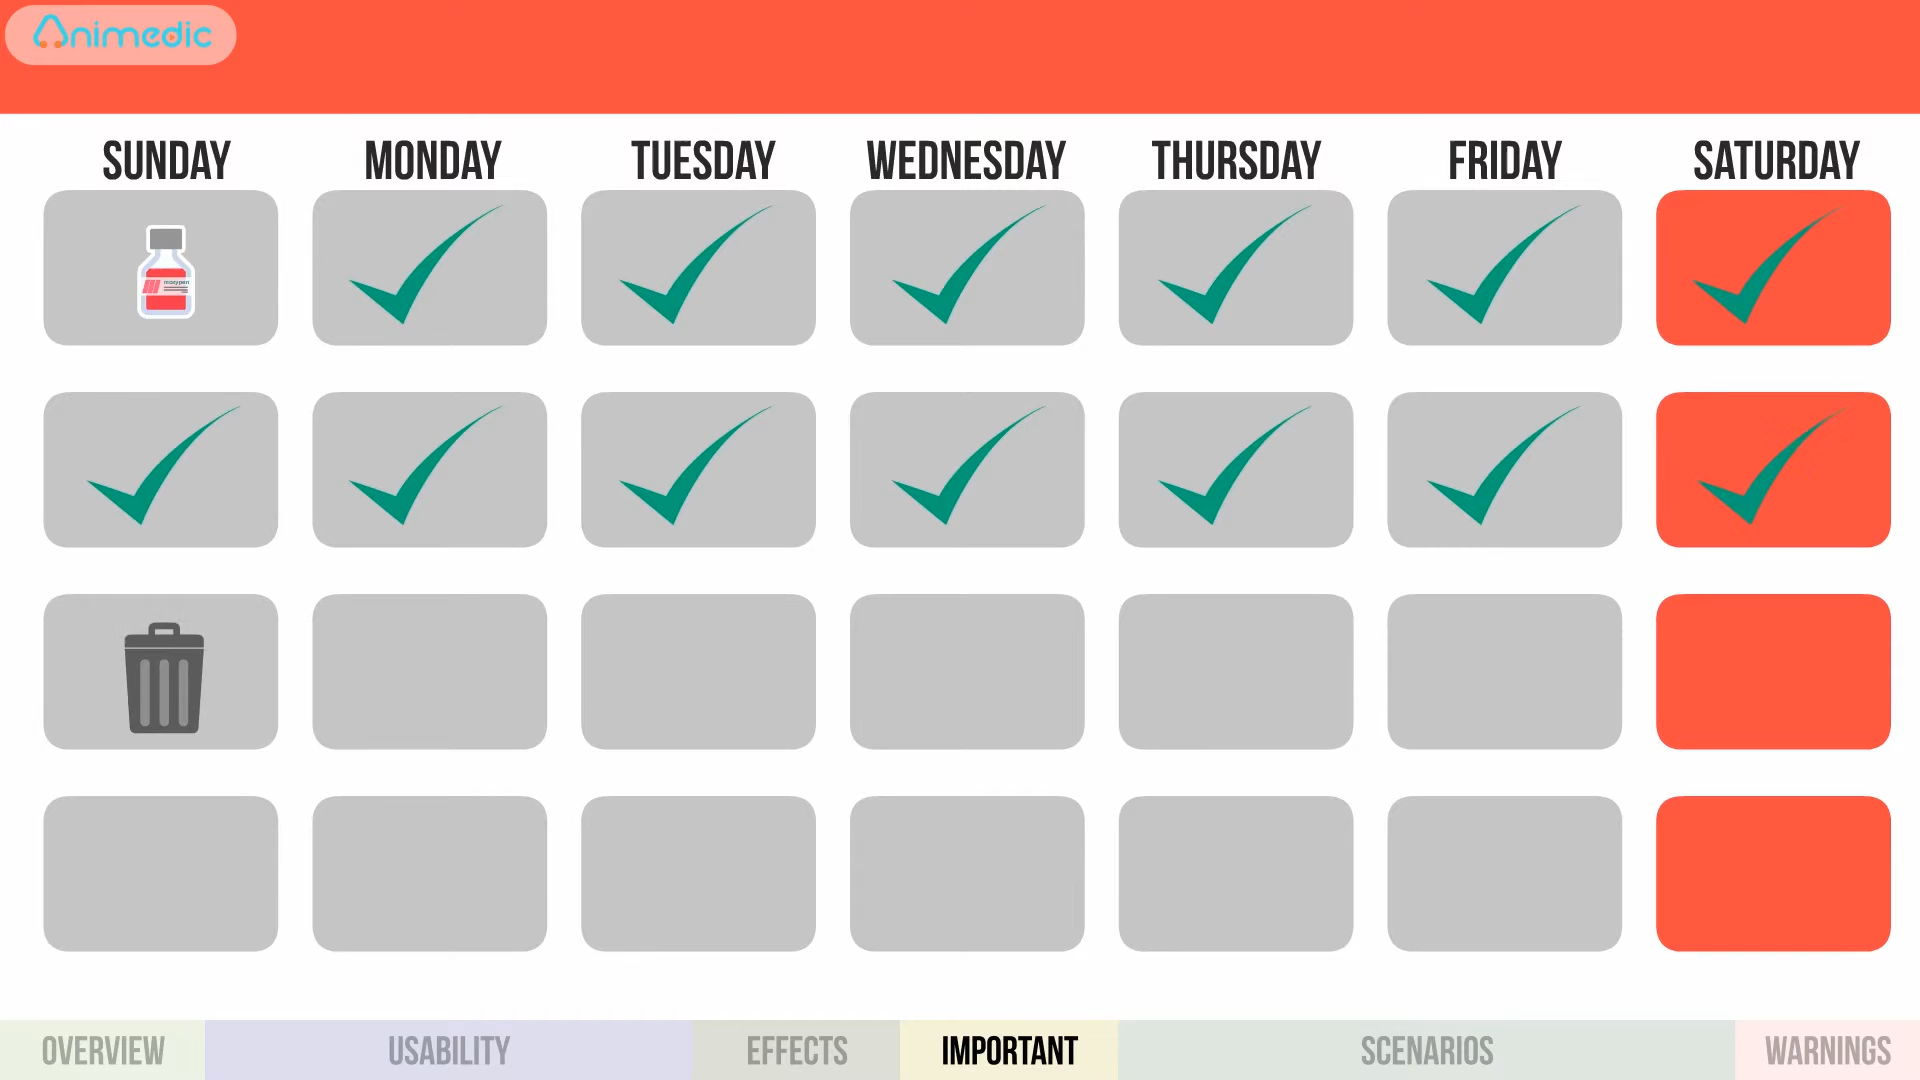 Animedic
SUNDAY MONDAY TUESDAY WEDNESDAY THURSDAY FRIDAY SATURDAY
OVERVIEW USABILITY EFFECTS IMPORTANT SCENARIOS WARNINGS